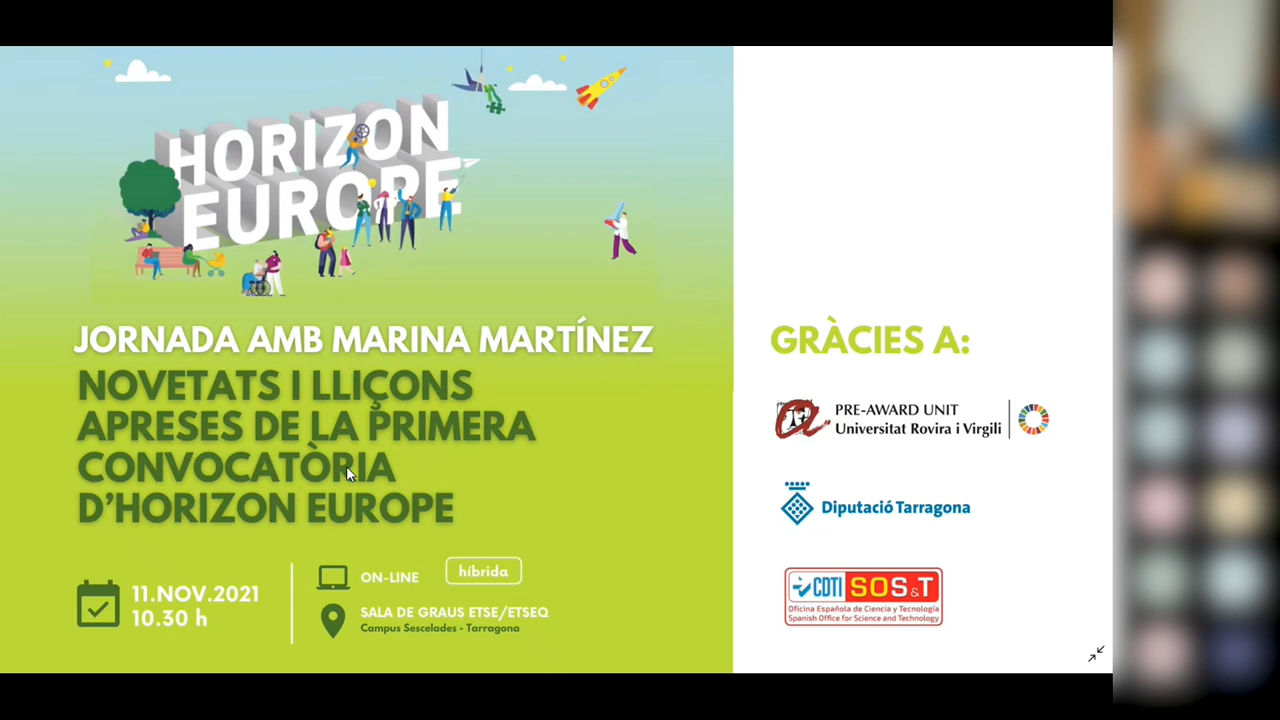 HORIZON
EUROPE
JORNADA AMB MARINA MARTÍNEZ
NOVETATS I LLIÇONS
APRESES DE LA PRIMERA
CONVOCATÒRIA
D’HORIZON EUROPE
11.NOV.2021
10.30 h
ON-LINE
híbrida
SALA DE GRAUS ETSE/ETSEQ
Campus Sescelades - Tarragona
GRÀCIES A:
PRE-AWARD UNIT
Universitat Rovira i Virgili
Diputació Tarragona
CDTI SOS&T
Oficina Española de Ciencia y Tecnología
Spanish Office for Science and Technology